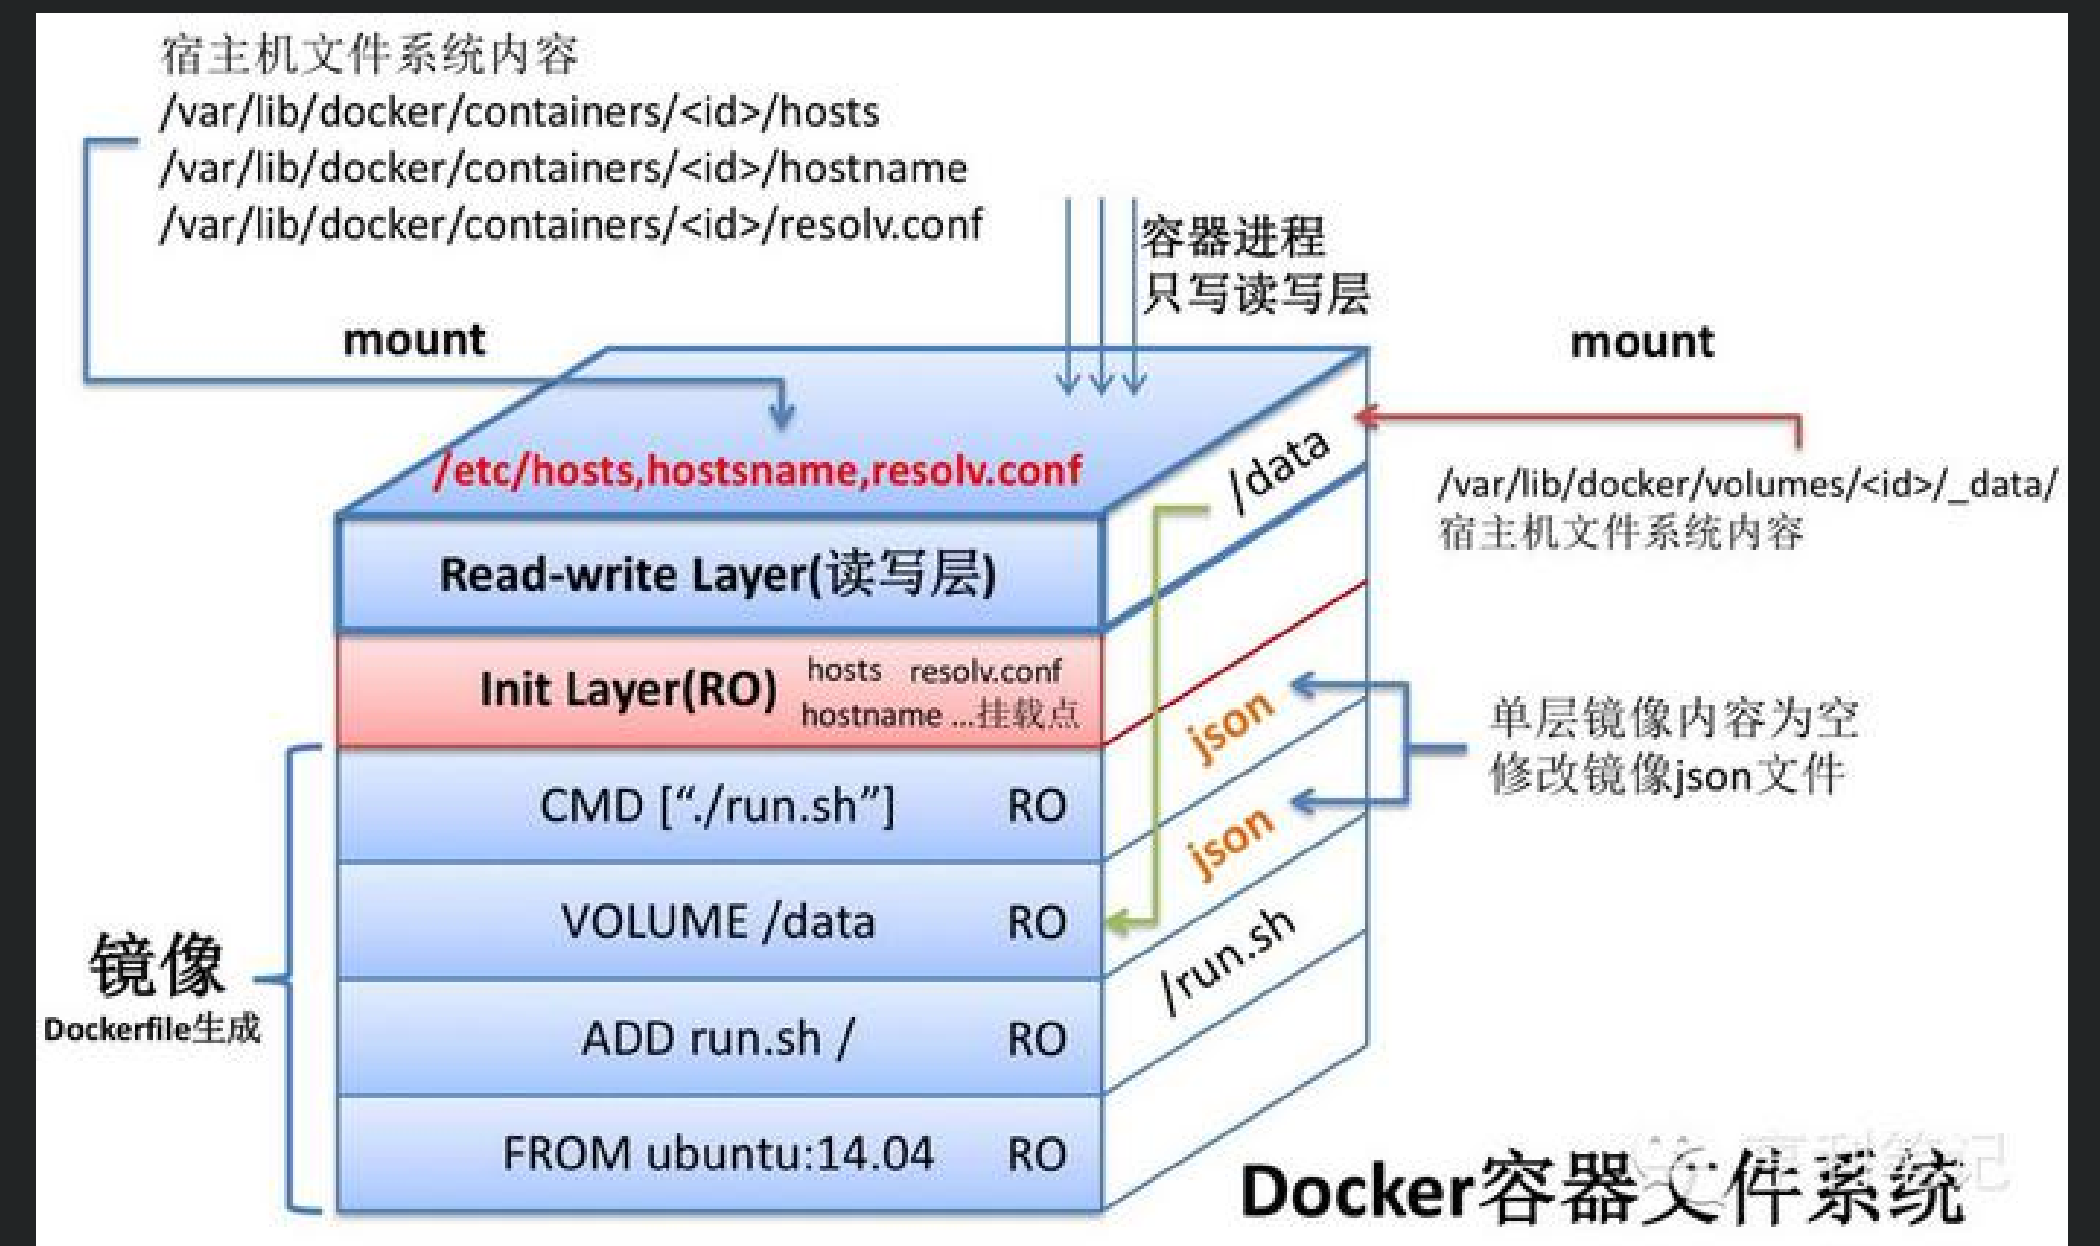 宿主机文件系统内容
/var/lib/docker/containers/<id>/hosts
/var/lib/docker/containers/<id>/hostname
/var/lib/docker/containers/<id>/resolv.conf
容器进程
只写读写层
mount
mount
/etc/hosts,hostsname,resolv.conf
/data
/var/lib/docker/volumes/<id>/_data/
宿主机文件系统内容
Read-write Layer(读写层)
Init Layer(RO)
hosts resolv.conf
hostname ...挂载点
json
单层镜像内容为空
修改镜像json文件
CMD [“./run.sh”] RO
json
VOLUME /data RO
/run.sh
镜像
Dockerfile生成
ADD run.sh / RO
FROM ubuntu:14.04 RO
Docker容器文件系统